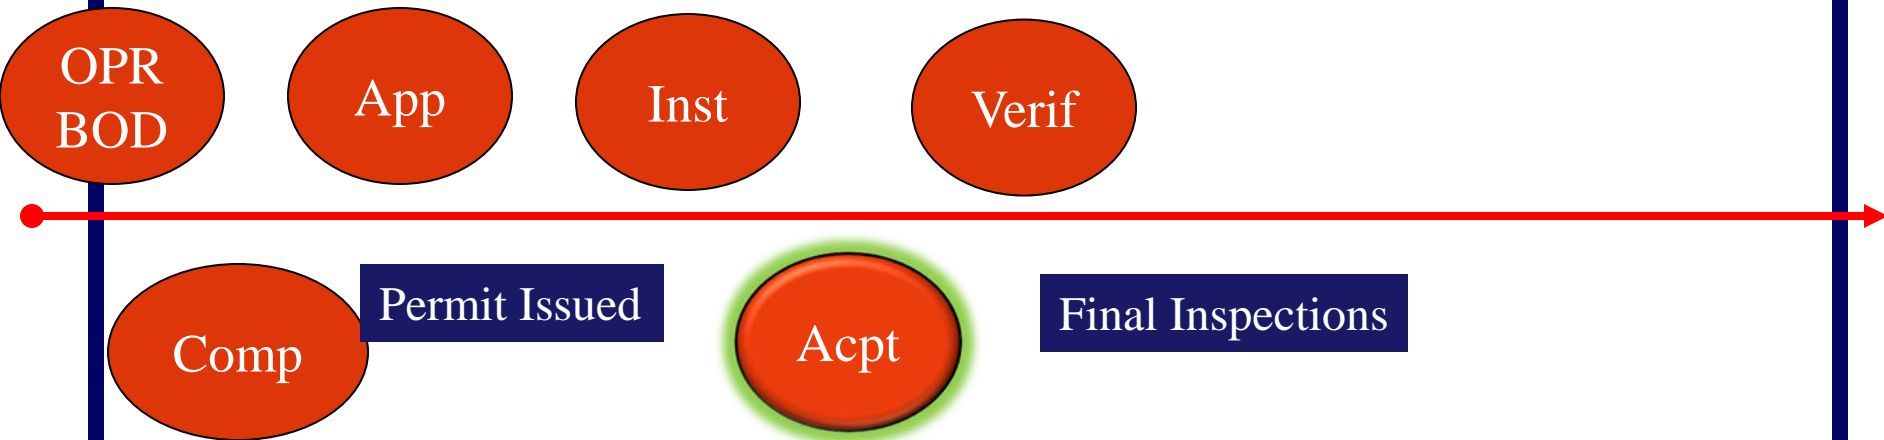 OPR
BOD
App
Inst
Verif
Comp
Permit Issued
Acpt
Final Inspections